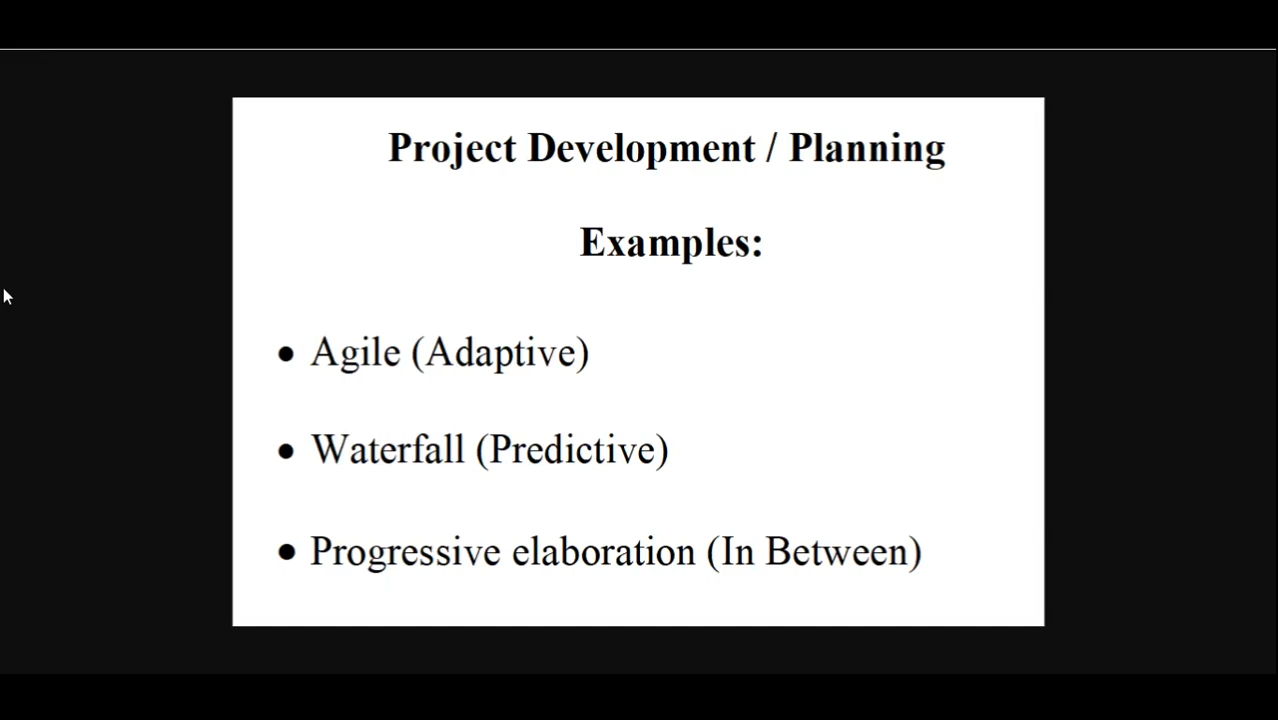 Project Development / Planning
Examples:
● Agile (Adaptive)
● Waterfall (Predictive)
● Progressive elaboration (In Between)